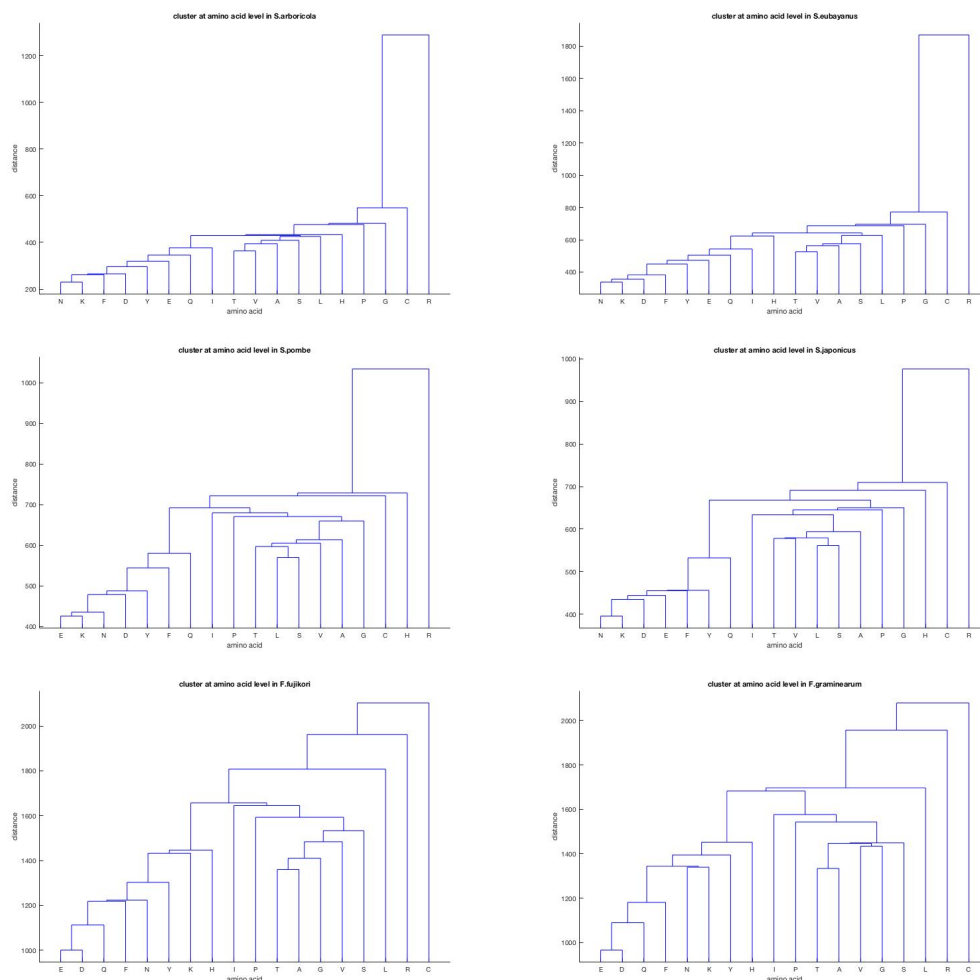 cluster at amino acid level in S.arboricola
1200
1000
800
600
400
200
distance
N K F D Y E Q I T V A S L H P G C R
amino acid
cluster at amino acid level in S.eubayanus
1800
1600
1400
1200
1000
800
600
400
distance
N K D F Y E Q I H T V A S L P G C R
amino acid
cluster at amino acid level in S.pombe
1000
900
800
700
600
500
400
distance
E K N D Y F Q I P T L S V A G C H R
amino acid
cluster at amino acid level in S.japonicus
1000
900
800
700
600
500
400
distance
N K D E F Y Q I T V L S A P G H C R
amino acid
cluster at amino acid level in F.fujikori
2000
1800
1600
1400
1200
1000
distance
E D Q F N Y K H I P T A G V S L R C
amino acid
cluster at amino acid level in F.graminearum
2000
1800
1600
1400
1200
1000
distance
E D Q F N K Y H I P T A V G S L R C
amino acid